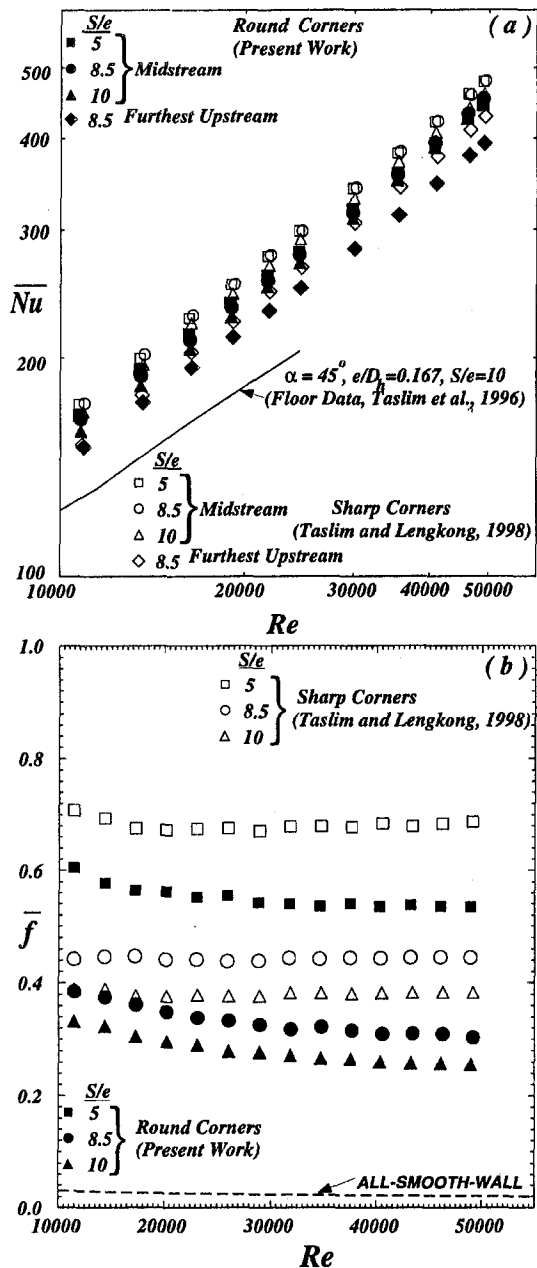 (a)
Round Corners
(Present Work)
S/e
5
8.5
10
Midstream
8.5 Furthest Upstream
500
400
300
200
100
Nu
α = 45°, e/D_h=0.167, S/e=10
(Floor Data, Taslim et al., 1996)
S/e
5
8.5
10
Midstream
8.5 Furthest Upstream
Sharp Corners
(Taslim and Lengkong, 1998)
10000
20000
30000
40000
50000
Re
(b)
S/e
5
8.5
10
Sharp Corners
(Taslim and Lengkong, 1998)
1.0
0.8
0.6
0.4
0.2
0.0
f
S/e
5
8.5
10
Round Corners
(Present Work)
ALL-SMOOTH-WALL
10000
20000
30000
40000
50000
Re